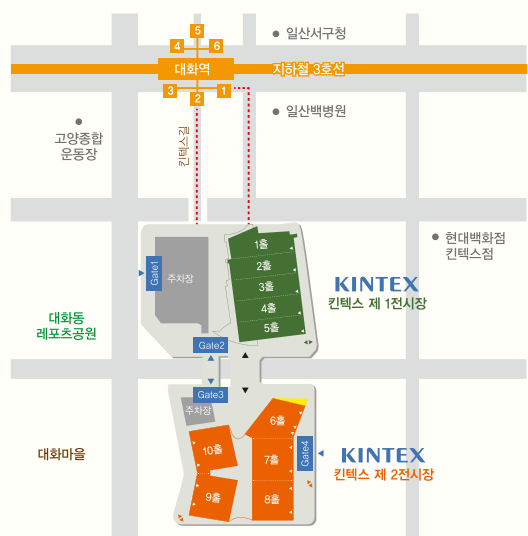 5
4
6
대화역
지하철 3호선
3
2
1
일산서구청
일산백병원
고양종합
운동장
킨텍스길
현대백화점
킨텍스점
1홀
2홀
3홀
4홀
5홀
주차장
Gate1
KINTEX
킨텍스 제 1전시장
대화동
레포츠공원
Gate2
Gate3
주차장
6홀
7홀
8홀
10홀
9홀
Gate4
KINTEX
킨텍스 제 2전시장
대화마을